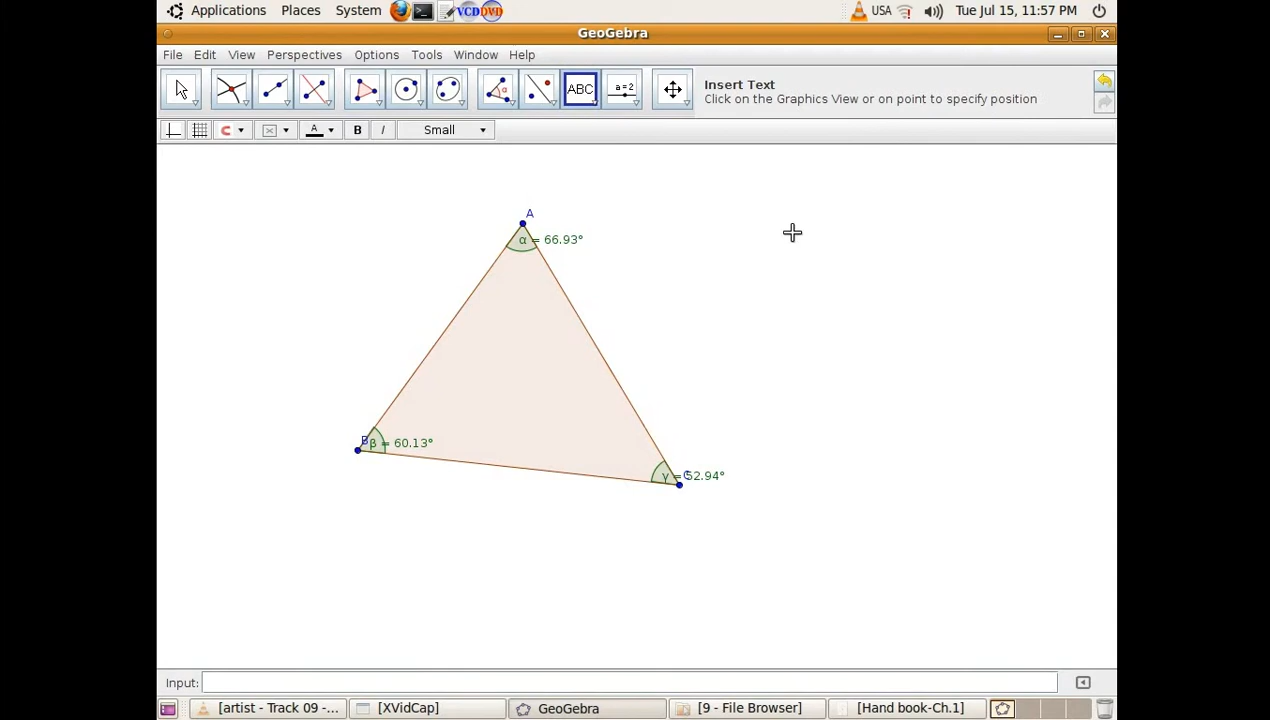 Applications Places System VCD DVD USA Tue Jul 15, 11:57 PM
GeoGebra
File Edit View Perspectives Options Tools Window Help
ABC a=2 Insert Text
Click on the Graphics View or on point to specify position
A B I Small
A
α = 66.93°
B β = 60.13°
γ = 52.94°
Input:
[artist - Track 09 -... [XVidCap] GeoGebra [9 - File Browser] [Hand book-Ch.1]